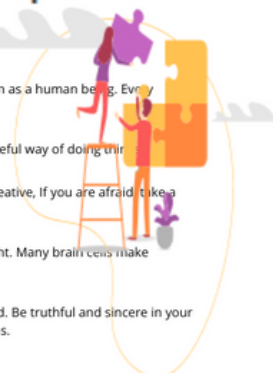 n as a human being. Every
eful way of doing thin
eative, If you are afraid, take a
nt. Many brain cells make
d. Be truthful and sincere in your
s.